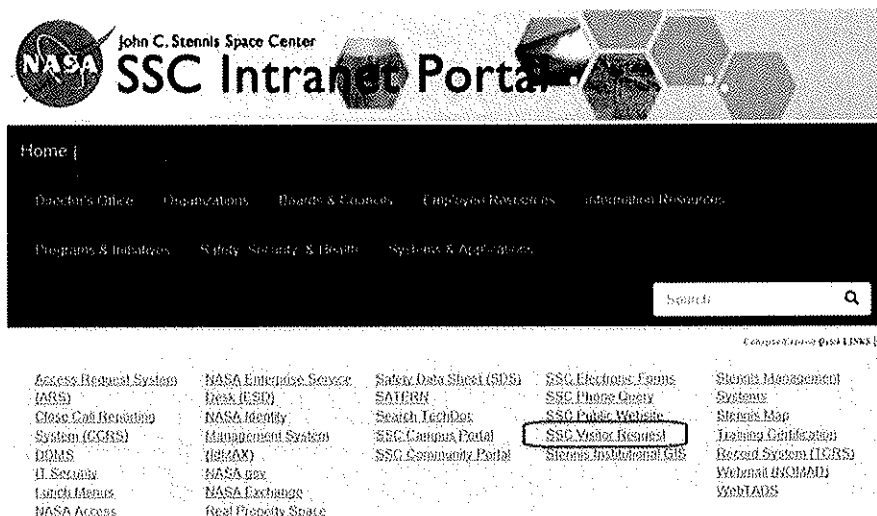 NASA
John C. Stennis Space Center
SSC Intranet Portal
Home |
Director's Office Organizations Boards & Councils Employee Resources Information Resources
Programs & Initiatives Safety, Security, & Health Systems & Applications
Search
Collapse/Expand Quick LINKS |
Access Request System
(ARS)
Close Call Reporting
System (CCRS)
DDMS
IT Security
Lunch Menus
NASA Access
NASA Enterprise Service
Desk (ESD)
NASA Identity
Management System
(IdMAX)
NASA.gov
NASA Exchange
Real Property Space
Safety Data Sheet (SDS)
SATERN
Search TechDoc
SSC Campus Portal
SSC Community Portal
SSC Electronic Forms
SSC Phone Query
SSC Public Website
SSC Visitor Request
Stennis Institutional GIS
Stennis Management
Systems
Stennis Map
Training Certification
Record System (TCRS)
Webmail (NOMAD)
WebTADS